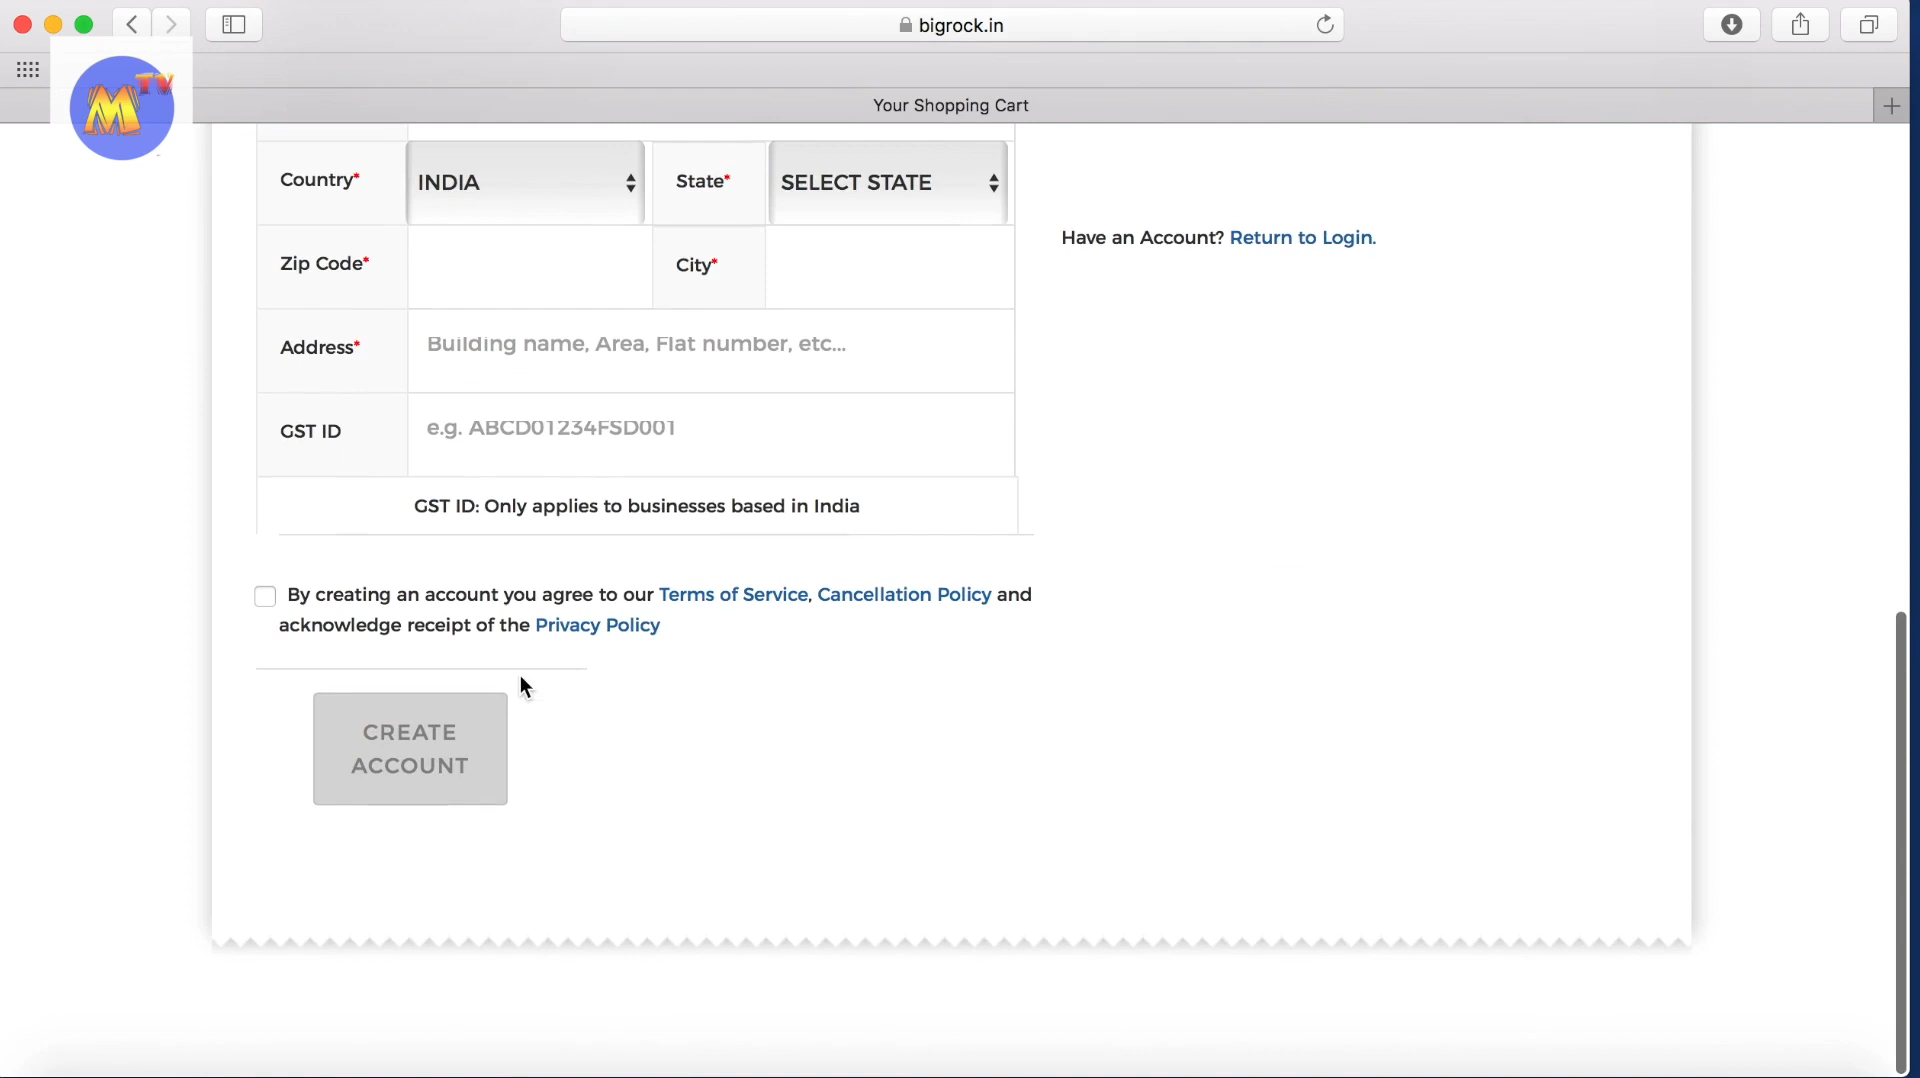 bigrock.in
M TV
Your Shopping Cart
Country* INDIA State* SELECT STATE
Have an Account? Return to Login.
Zip Code* City*
Address* Building name, Area, Flat number, etc...
GST ID e.g. ABCD01234FSD001
GST ID: Only applies to businesses based in India
By creating an account you agree to our Terms of Service, Cancellation Policy and
acknowledge receipt of the Privacy Policy
CREATE
ACCOUNT